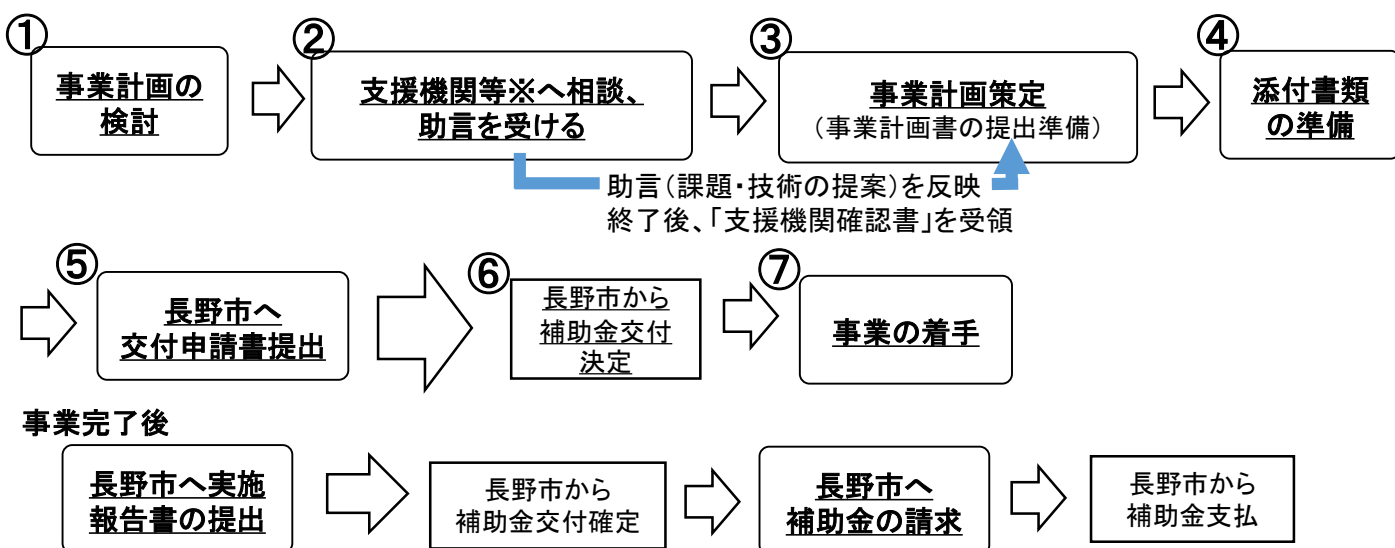 ①
事業計画の
検討
②
支援機関等※へ相談、
助言を受ける
③
事業計画策定
（事業計画書の提出準備）
④
添付書類
の準備
助言（課題・技術の提案）を反映
終了後、「支援機関確認書」を受領
⑤
長野市へ
交付申請書提出
⑥
長野市から
補助金交付
決定
⑦
事業の着手
事業完了後
長野市へ実施
報告書の提出
長野市から
補助金交付確定
長野市へ
補助金の請求
長野市から
補助金支払